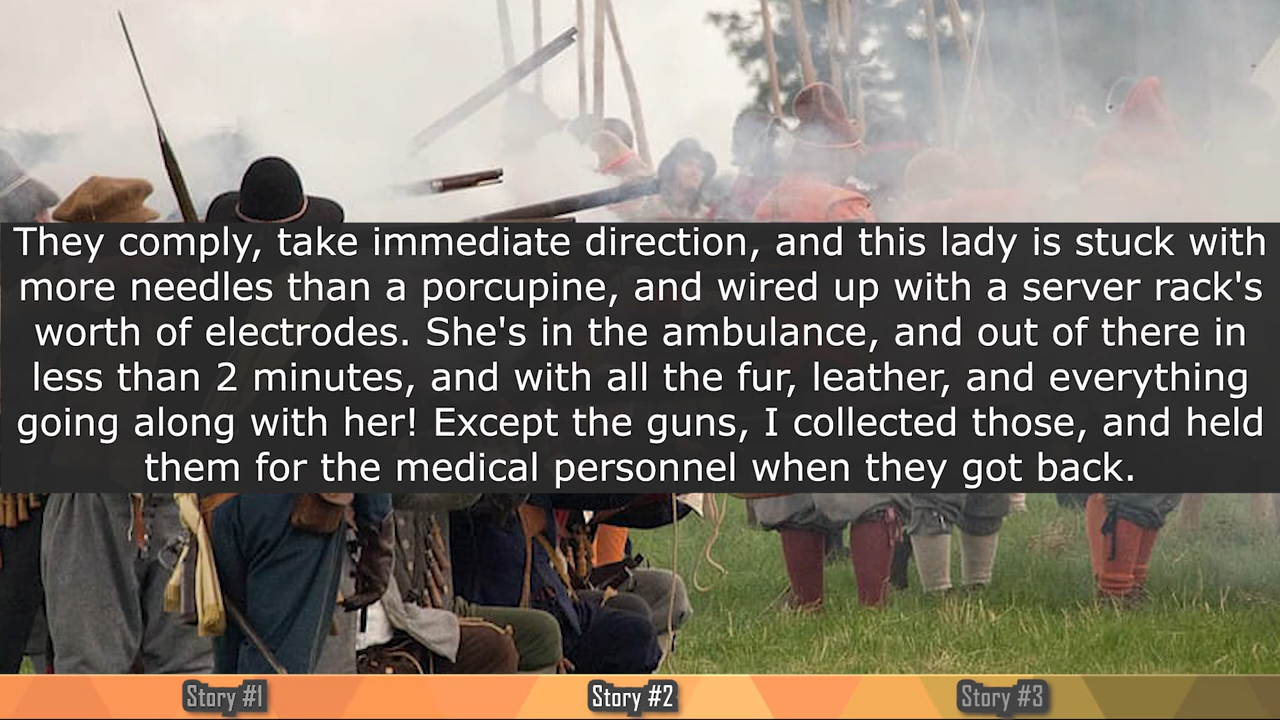 They comply, take immediate direction, and this lady is stuck with
more needles than a porcupine, and wired up with a server rack's
worth of electrodes. She's in the ambulance, and out of there in
less than 2 minutes, and with all the fur, leather, and everything
going along with her! Except the guns, I collected those, and held
them for the medical personnel when they got back.
Story #1
Story #2
Story #3